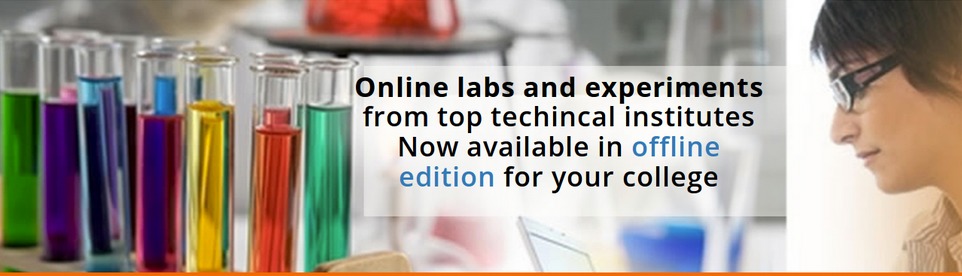 Online labs and experiments
from top techincal institutes
Now available in offline
edition for your college